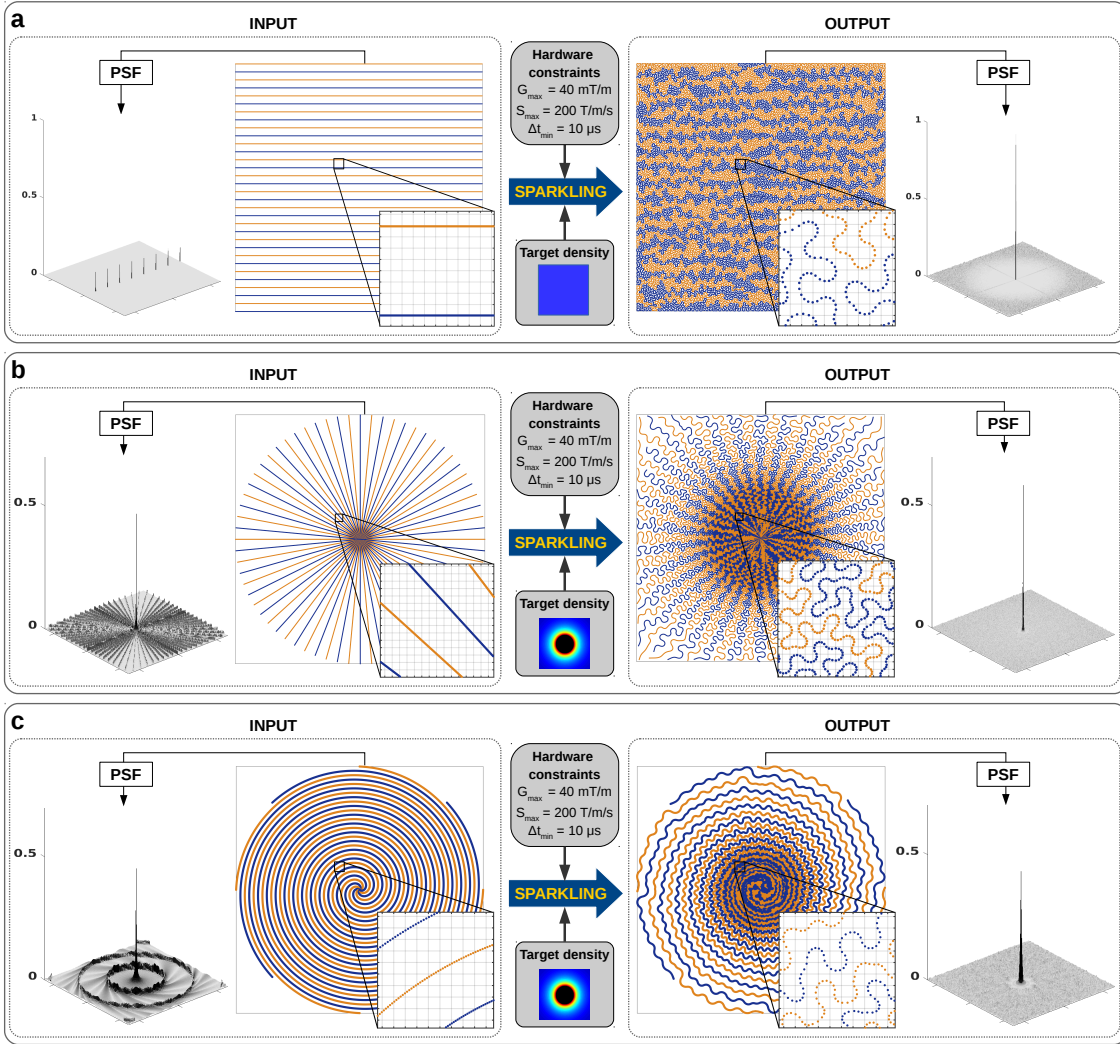 a
INPUT
OUTPUT
PSF
1
0.5
0
Hardware
constraints
Gmax = 40 mT/m
Smax = 200 T/m/s
Δtmin = 10 µs
SPARKLING
Target density
PSF
1
0.5
0
b
INPUT
OUTPUT
PSF
0.5
0
Hardware
constraints
Gmax = 40 mT/m
Smax = 200 T/m/s
Δtmin = 10 µs
SPARKLING
Target density
PSF
0.5
0
c
INPUT
OUTPUT
PSF
0.5
0
Hardware
constraints
Gmax = 40 mT/m
Smax = 200 T/m/s
Δtmin = 10 µs
SPARKLING
Target density
PSF
0.5
0